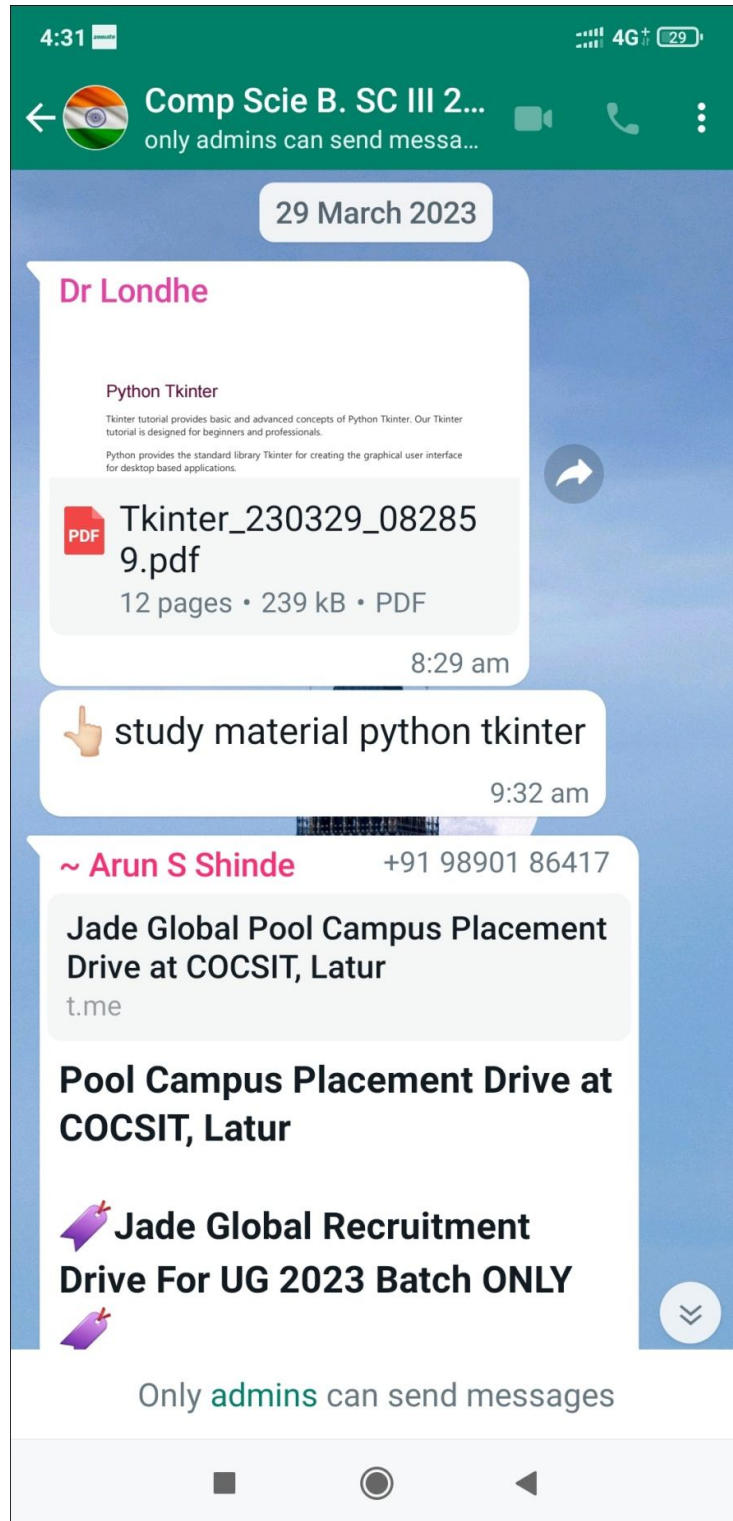 4:31
4G+ 29
Comp Scie B. SC III 2...
only admins can send messa...
29 March 2023
Dr Londhe
Python Tkinter
Tkinter tutorial provides basic and advanced concepts of Python Tkinter. Our Tkinter
tutorial is designed for beginners and professionals.
Python provides the standard library Tkinter for creating the graphical user interface
for desktop based applications.
PDF
Tkinter_230329_08285
9.pdf
12 pages • 239 kB • PDF
8:29 am
👆🏻 study material python tkinter
9:32 am
~ Arun S Shinde +91 98901 86417
Jade Global Pool Campus Placement
Drive at COCSIT, Latur
t.me
Pool Campus Placement Drive at
COCSIT, Latur
🔖Jade Global Recruitment
Drive For UG 2023 Batch ONLY
🔖
Only admins can send messages